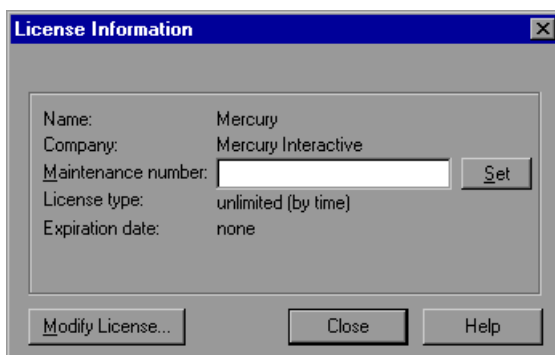 License Information
Name: Mercury
Company: Mercury Interactive
Maintenance number: Set
License type: unlimited (by time)
Expiration date: none
Modify License... Close Help